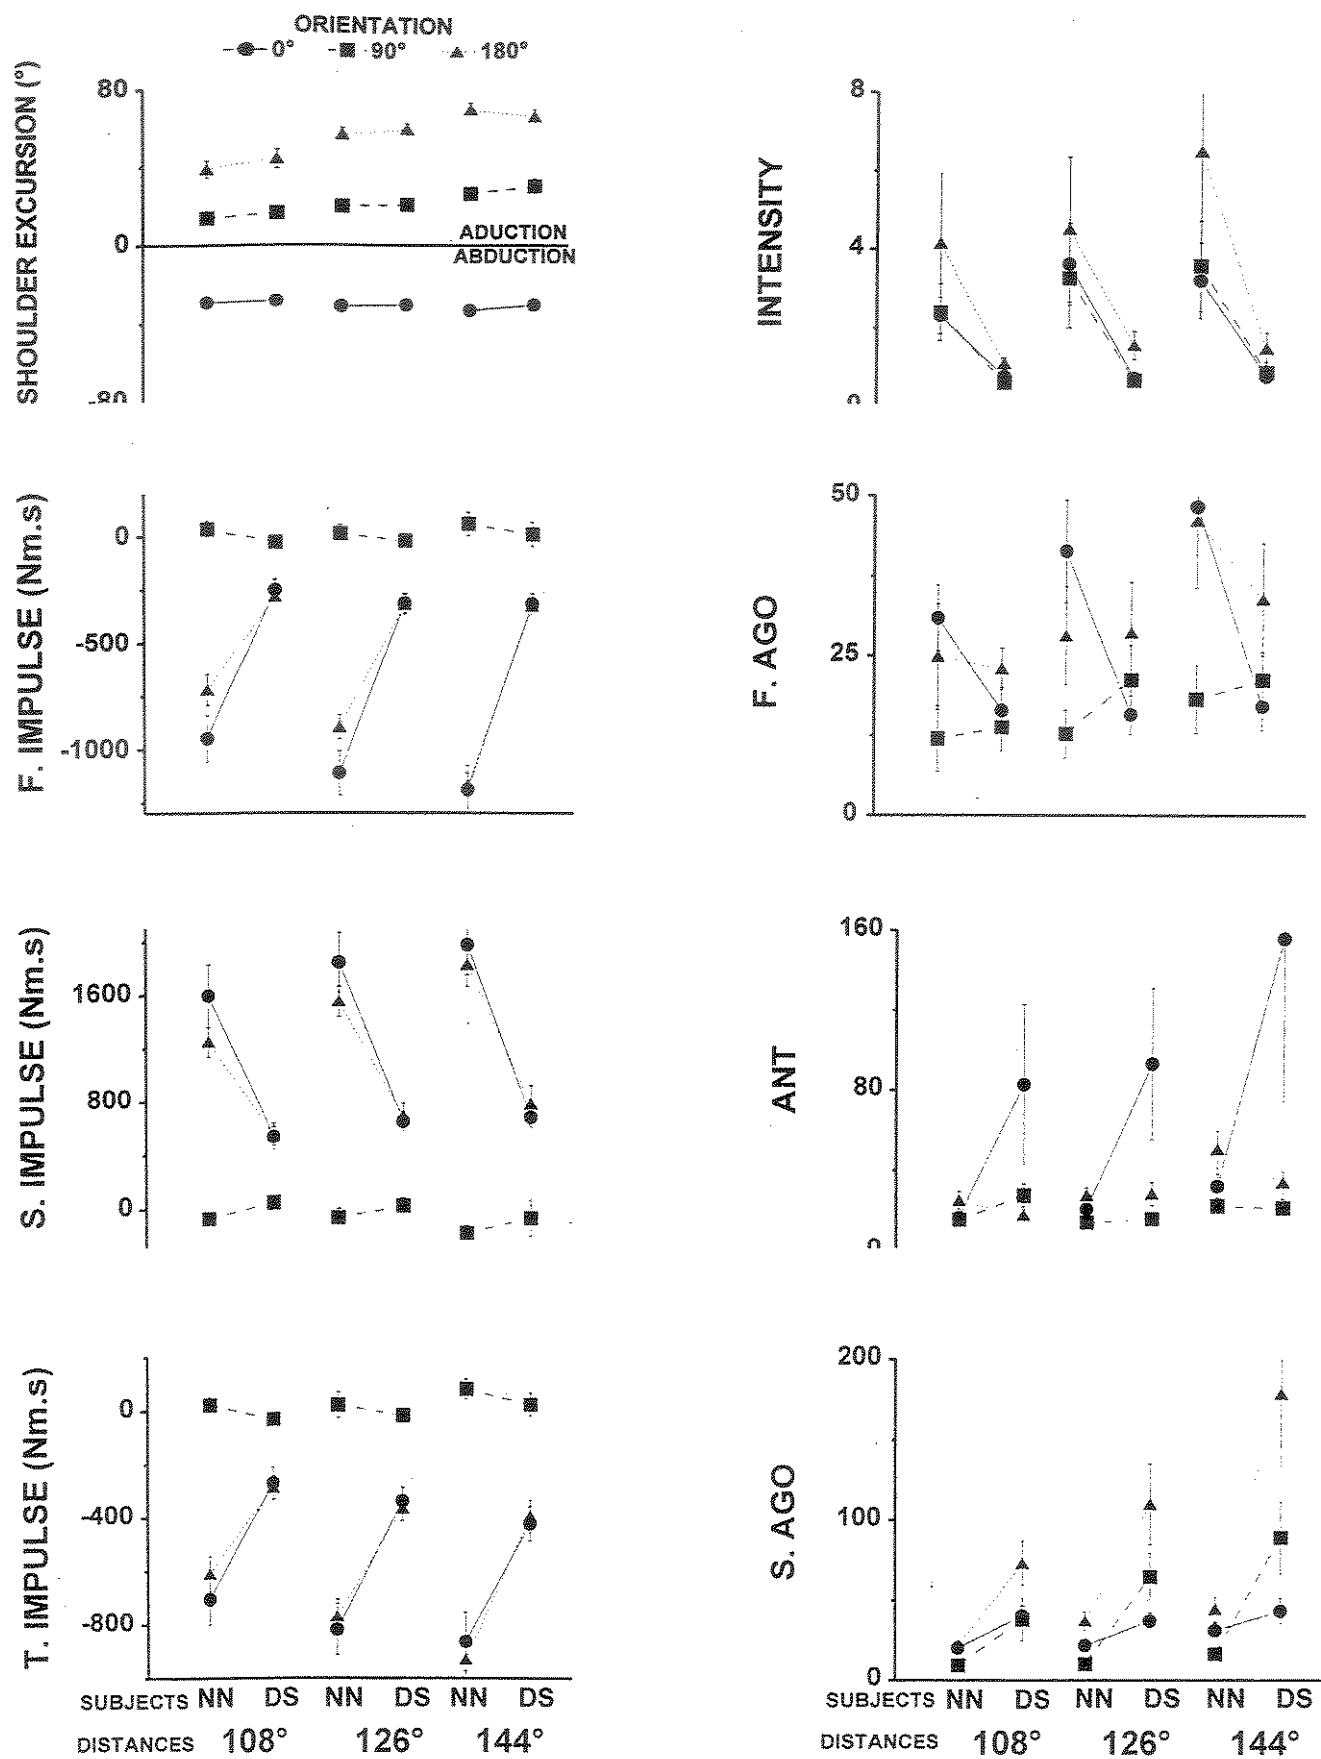 ORIENTATION
0° 90° 180°
SHOULDER EXCURSION (°)
80
0
-80
ADUCTION
ABDUCTION
INTENSITY
8
4
0
F. IMPULSE (Nm.s)
0
-500
-1000
F. AGO
50
25
0
S. IMPULSE (Nm.s)
1600
800
0
ANT
160
80
0
T. IMPULSE (Nm.s)
0
-400
-800
SUBJECTS NN DS NN DS NN DS
DISTANCES 108° 126° 144°
S. AGO
200
100
0
SUBJECTS NN DS NN DS NN DS
DISTANCES 108° 126° 144°